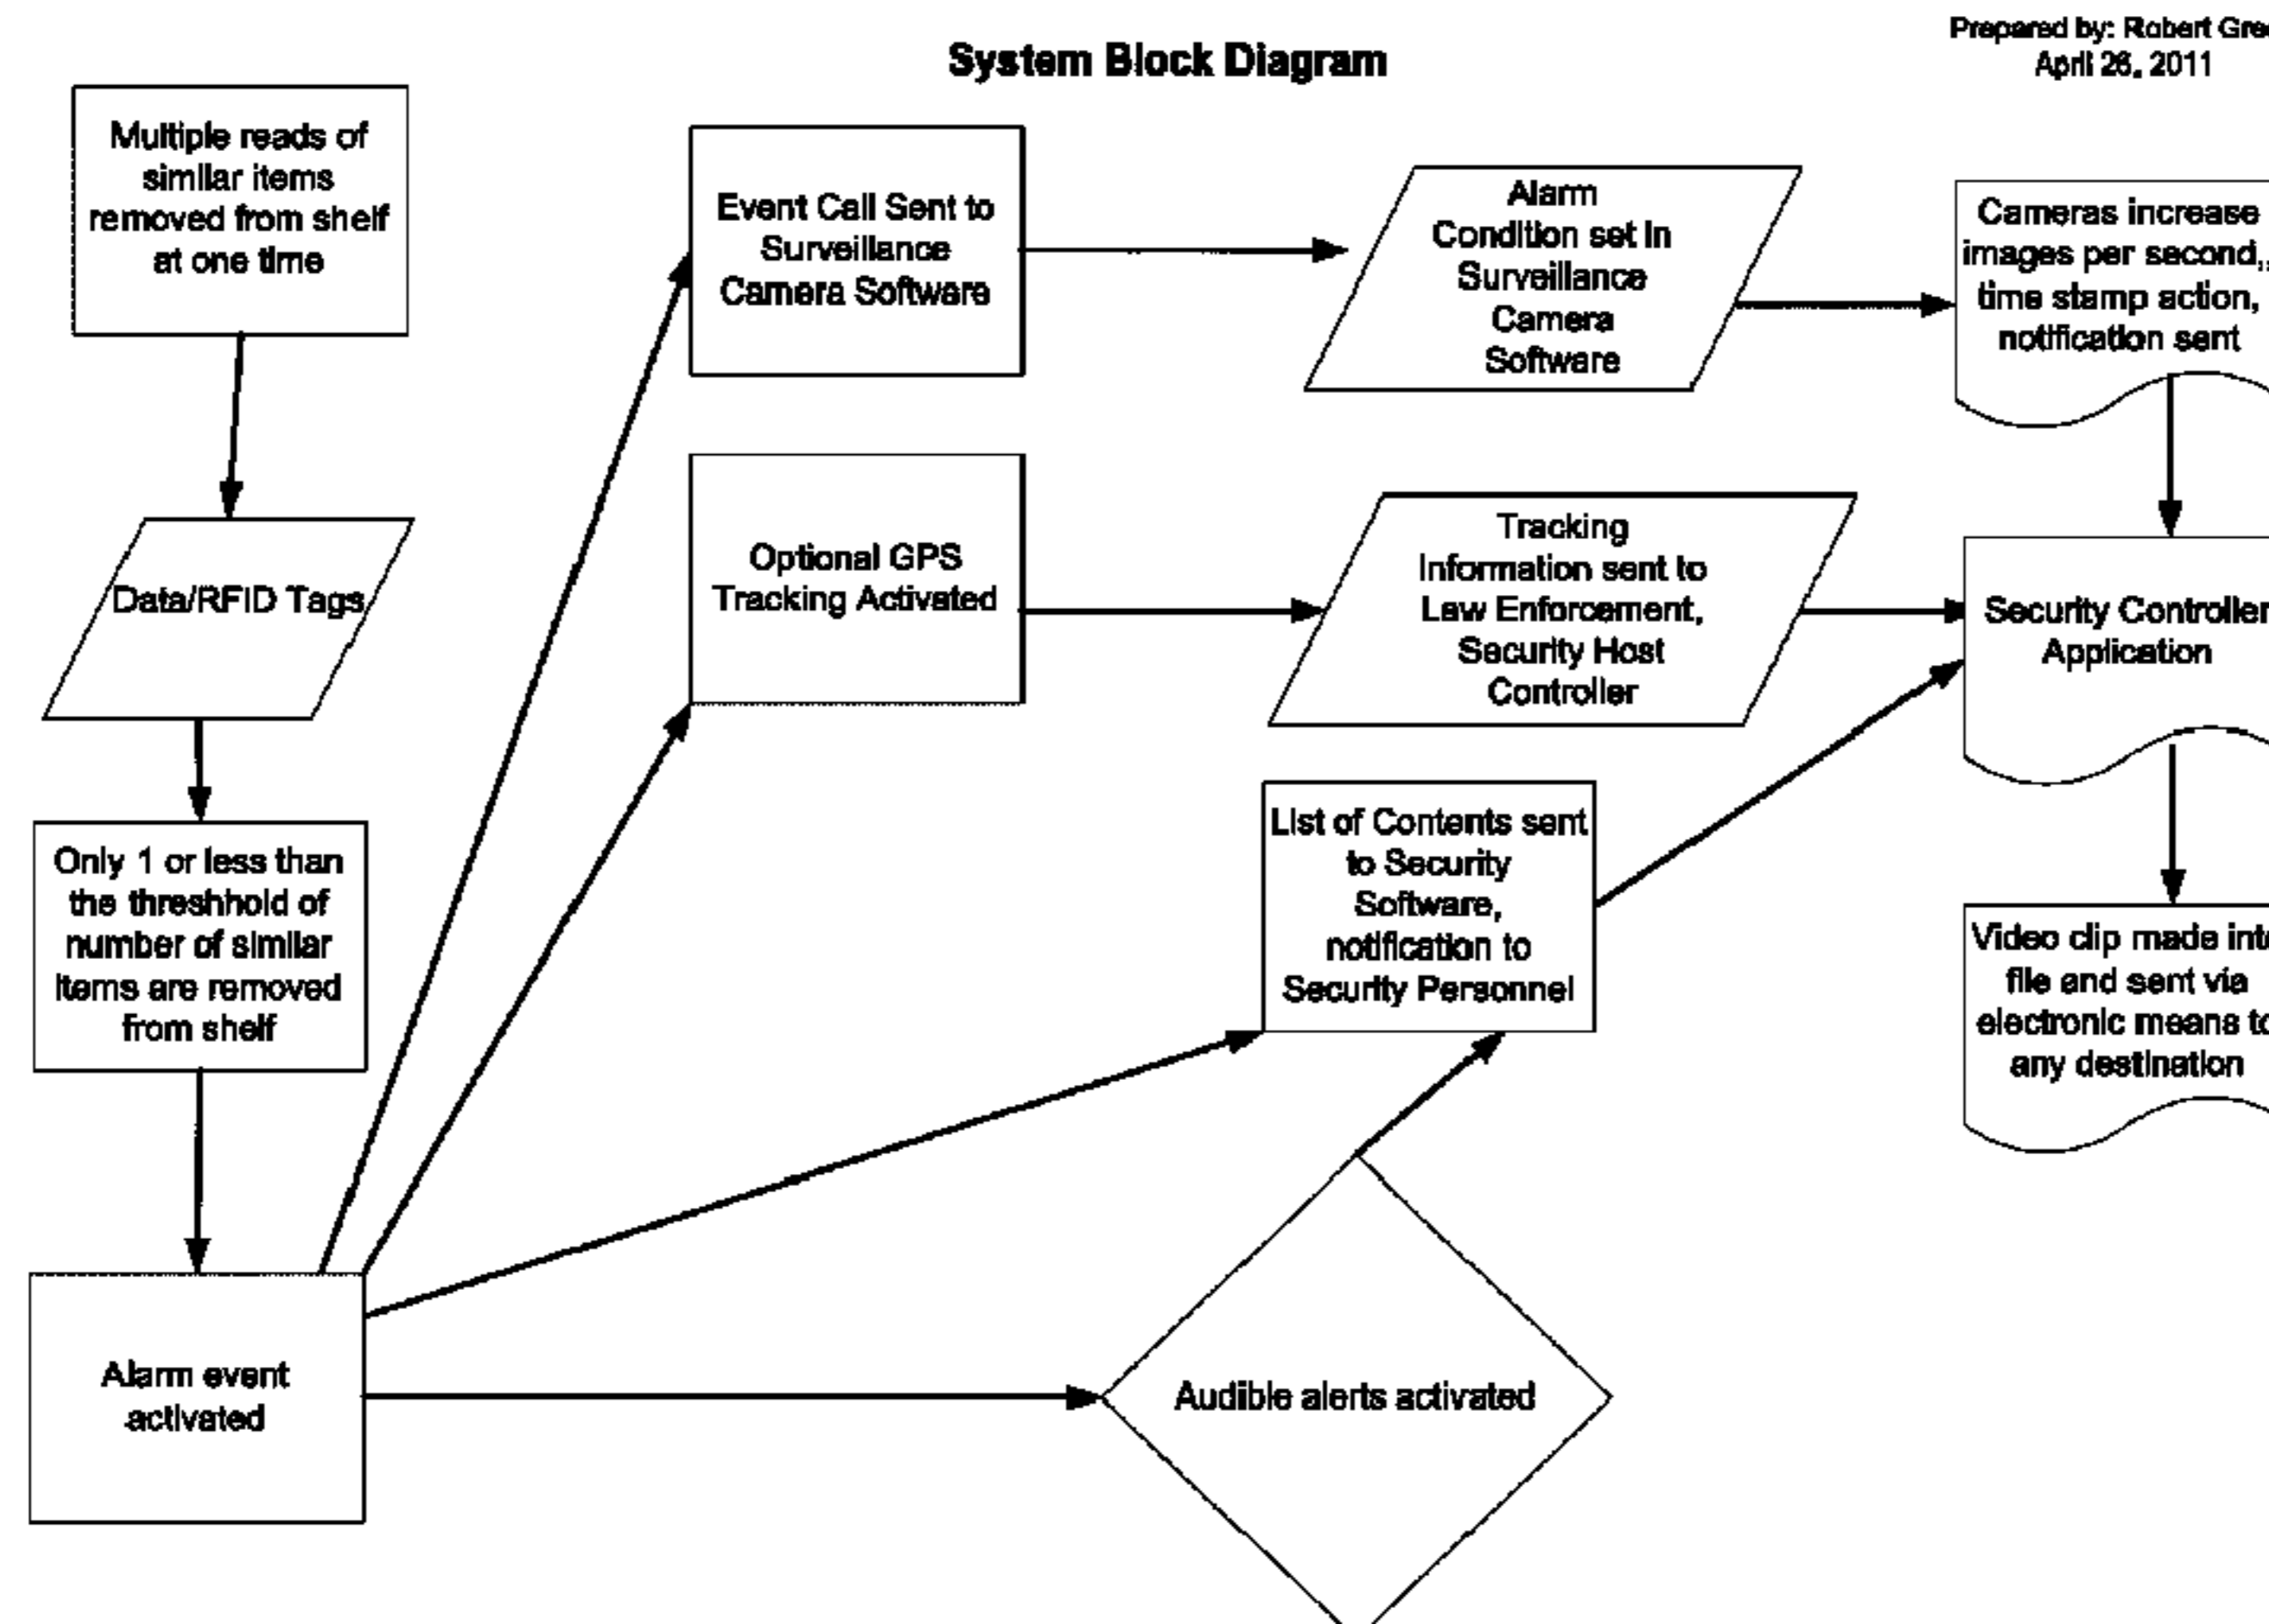 System Block Diagram
Prepared by: Robert Gree
April 26, 2011
Multiple reads of
similar items
removed from shelf
at one time
Event Call Sent to
Surveillance
Camera Software
Alarm
Condition set in
Surveillance
Camera
Software
Cameras increase
images per second,,
time stamp action,
notification sent
Data/RFID Tags
Optional GPS
Tracking Activated
Tracking
Information sent to
Law Enforcement,
Security Host
Controller
Security Controller
Application
Only 1 or less than
the threshhold of
number of similar
items are removed
from shelf
List of Contents sent
to Security
Software,
notification to
Security Personnel
Video clip made into
file and sent via
electronic means to
any destination
Alarm event
activated
Audible alerts activated